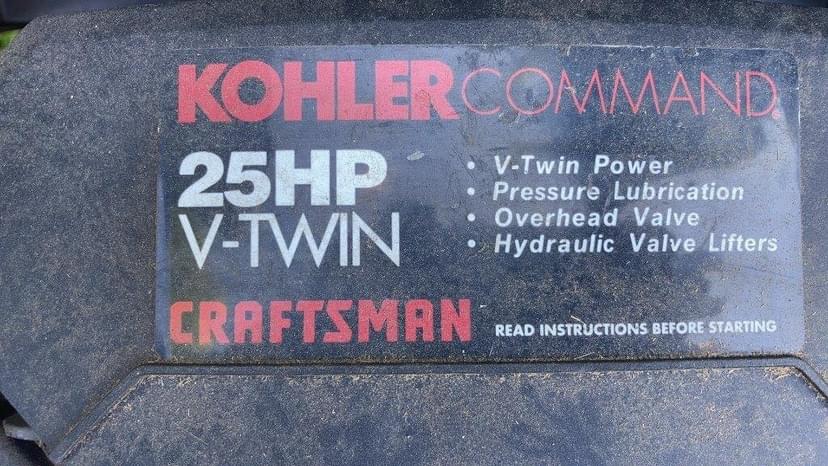 KOHLER COMMAND
25HP
V-TWIN
• V-Twin Power
• Pressure Lubrication
• Overhead Valve
• Hydraulic Valve Lifters
CRAFTSMAN
READ INSTRUCTIONS BEFORE STARTING